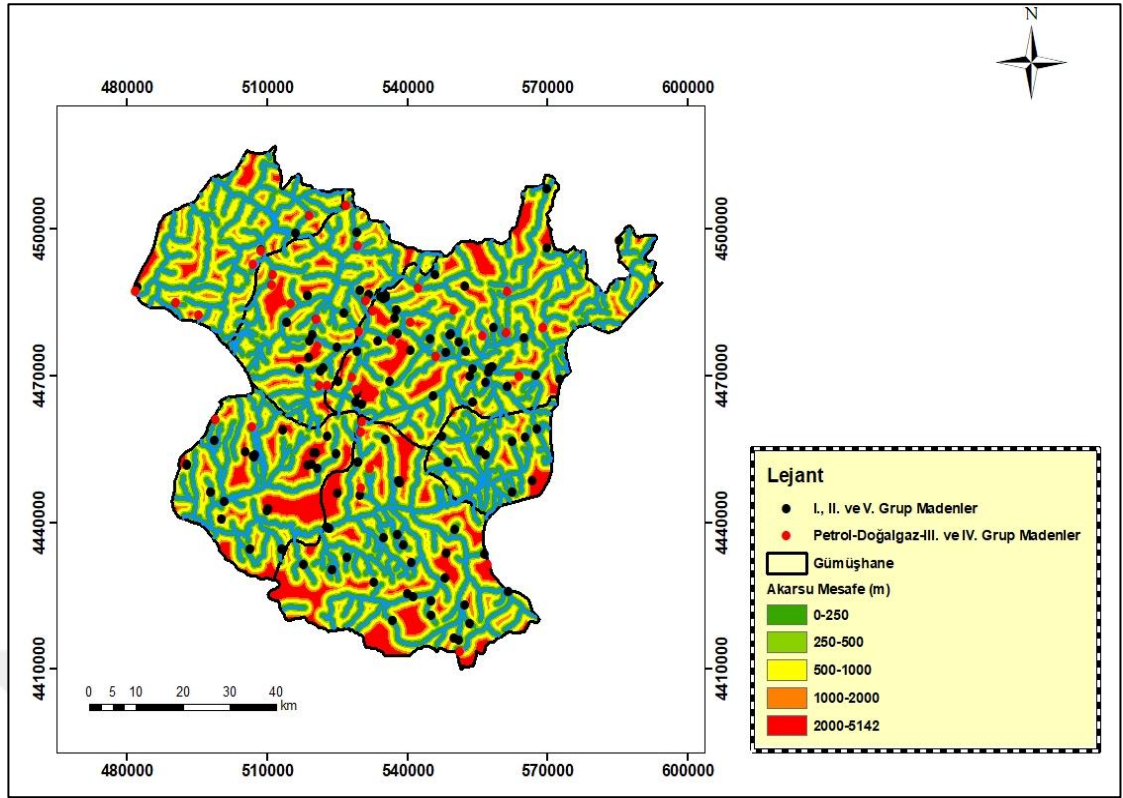 N
480000 510000 540000 570000 600000
4500000 4500000
4470000 4470000
4440000 4440000
4410000 4410000
0 5 10 20 30 40
km
480000 510000 540000 570000 600000
Lejant
I., II. ve V. Grup Madenler
Petrol-Doğalgaz-III. ve IV. Grup Madenler
Gümüşhane
Akarsu Mesafe (m)
0-250
250-500
500-1000
1000-2000
2000-5142